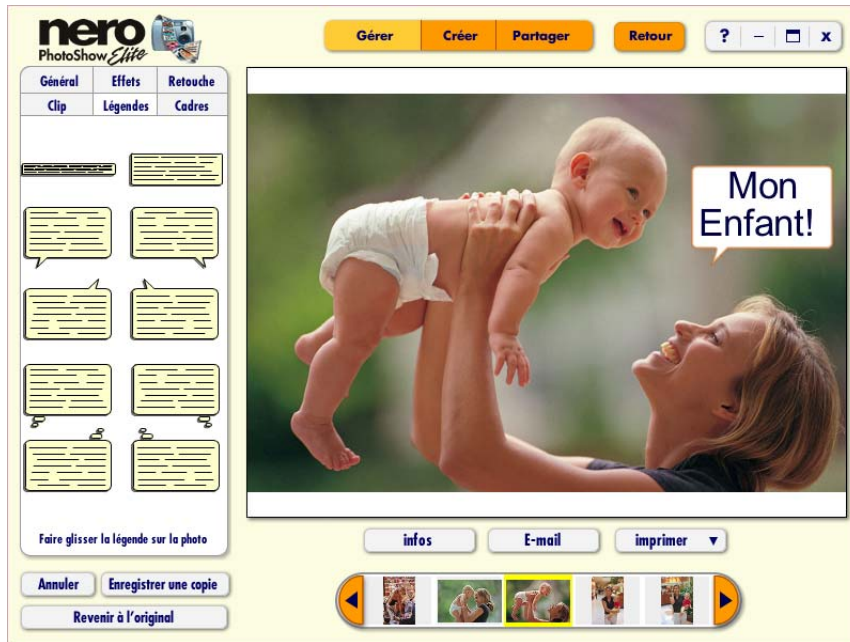 nero
PhotoShow Elite
Gérer
Créer
Partager
Retour
?
–
x
Général
Effets
Retouche
Clip
Légendes
Cadres
Mon
Enfant!
Faire glisser la légende sur la photo
infos
E-mail
imprimer
Annuler
Enregistrer une copie
Revenir à l'original